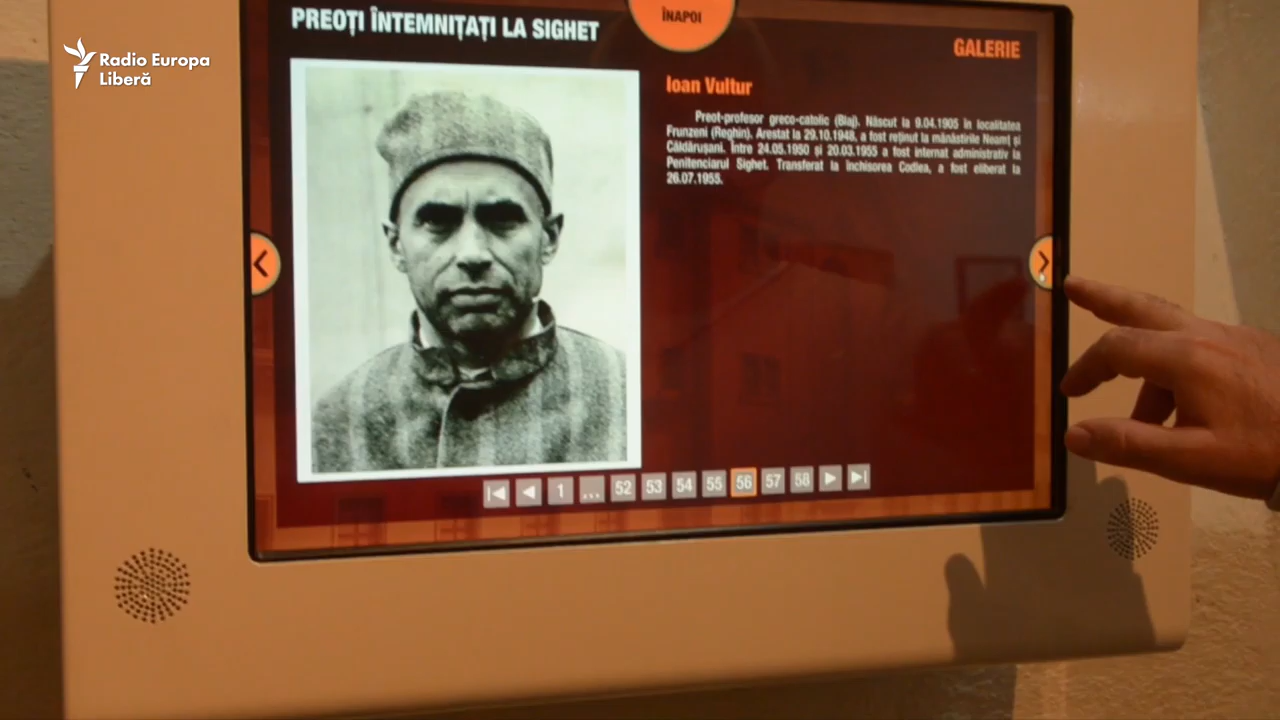 Radio Europa
Liberă
PREOȚI ÎNTEMNIȚAȚI LA SIGHET
ÎNAPOI
GALERIE
Ioan Vultur
Preot-profesor greco-catolic (Blaj). Născut la 9.04.1905 în localitatea
Frunzeni (Reghin). Arestat la 29.10.1948, a fost reținut la mănăstirile Neamț și
Căldărușani. Între 24.05.1950 și 20.03.1955 a fost internat administrativ la
Penitenciarul Sighet. Transferat la închisorea Codlea, a fost eliberat la
26.07.1955.
1 ... 52 53 54 55 56 57 58